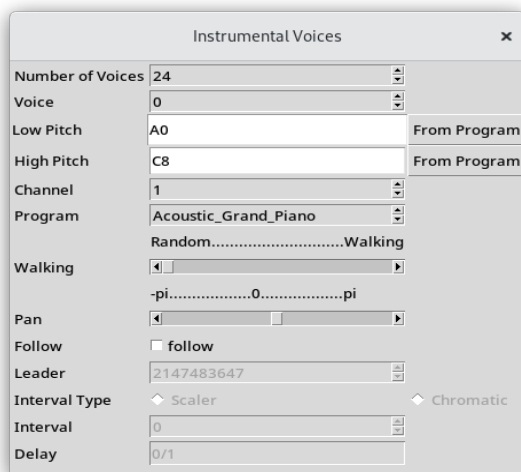 Instrumental Voices ×
Number of Voices 24
Voice 0
Low Pitch A0 From Program
High Pitch C8 From Program
Channel 1
Program Acoustic_Grand_Piano
Random............................Walking
Walking
-pi..................0..................pi
Pan
Follow follow
Leader 2147483647
Interval Type Scaler Chromatic
Interval 0
Delay 0/1